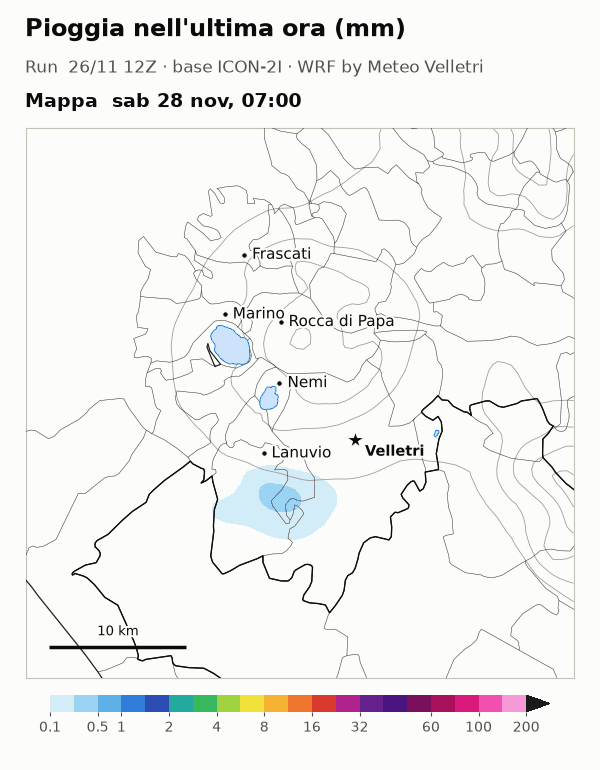 Pioggia nell'ultima ora (mm)
Run  26/11 12Z · base ICON-2I · WRF by Meteo Velletri
Mappa  sab 28 nov, 07:00
Frascati
Marino
Rocca di Papa
Nemi
Velletri
Lanuvio
10 km
0.1 0.5 1 2 4 8 16 32 60 100 200